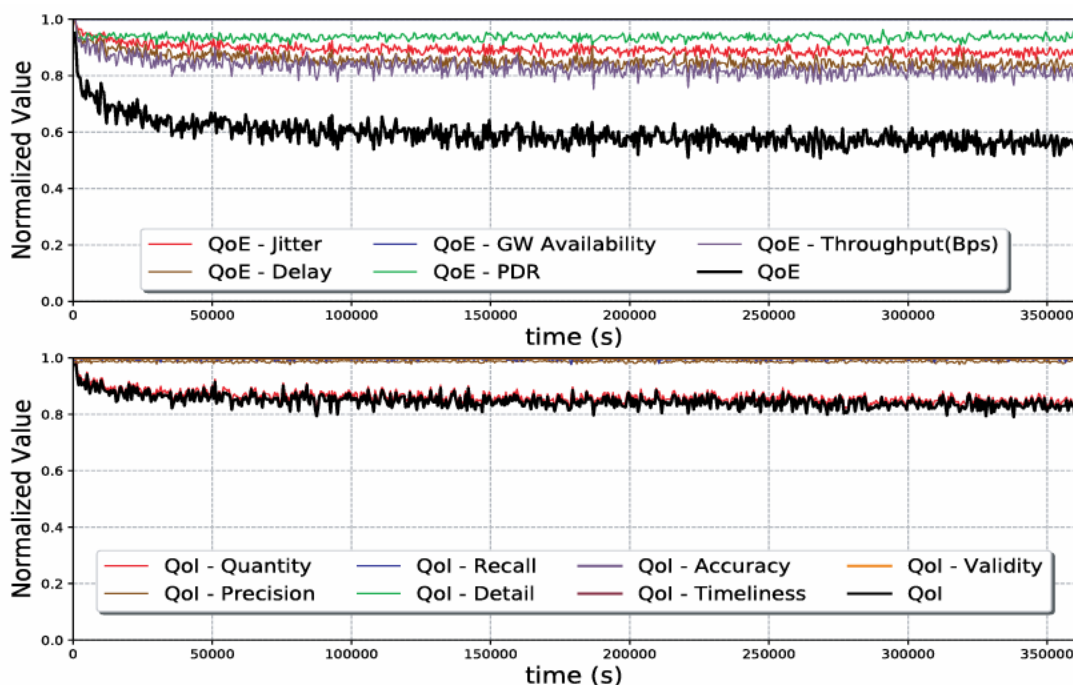 Normalized Value
1.0
0.8
0.6
0.4
0.2
0.0
QoE - Jitter QoE - GW Availability QoE - Throughput(Bps)
QoE - Delay QoE - PDR QoE
0 50000 100000 150000 200000 250000 300000 350000
time (s)
Normalized Value
1.0
0.8
0.6
0.4
0.2
0.0
QoI - Quantity QoI - Recall QoI - Accuracy QoI - Validity
QoI - Precision QoI - Detail QoI - Timeliness QoI
0 50000 100000 150000 200000 250000 300000 350000
time (s)